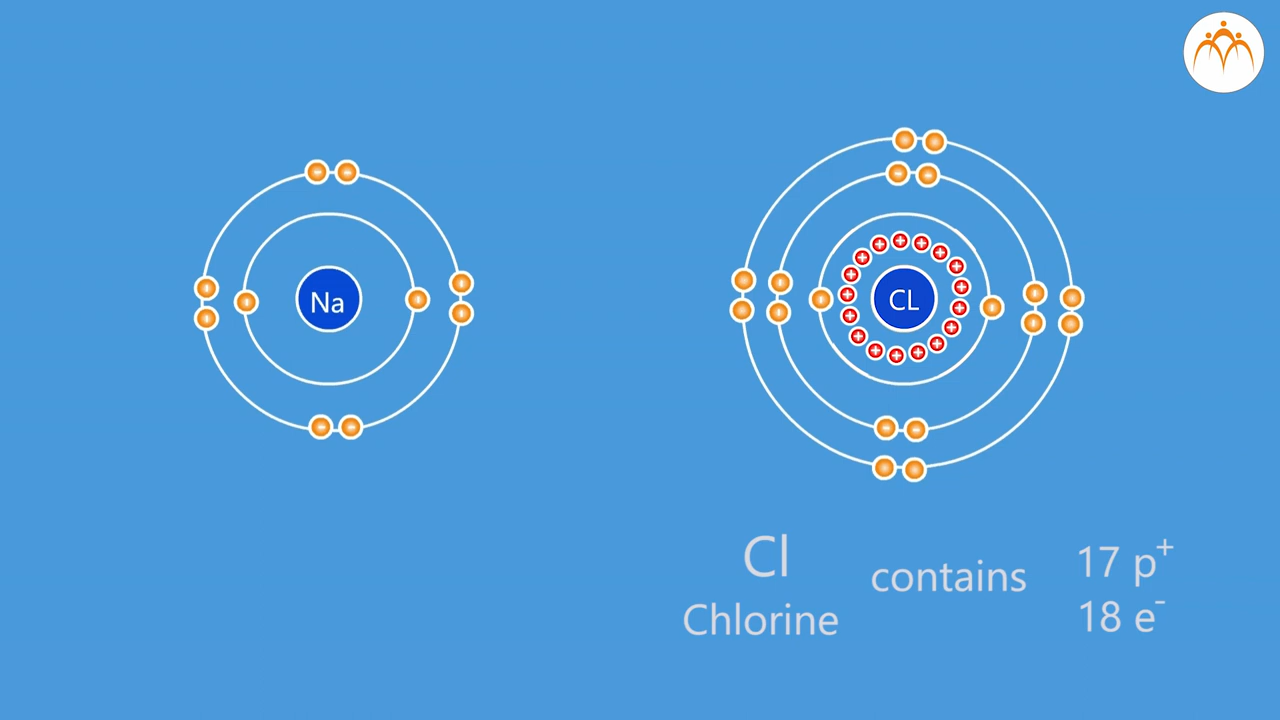 Na
CL
Cl contains 17 p⁺
Chlorine 18 e⁻